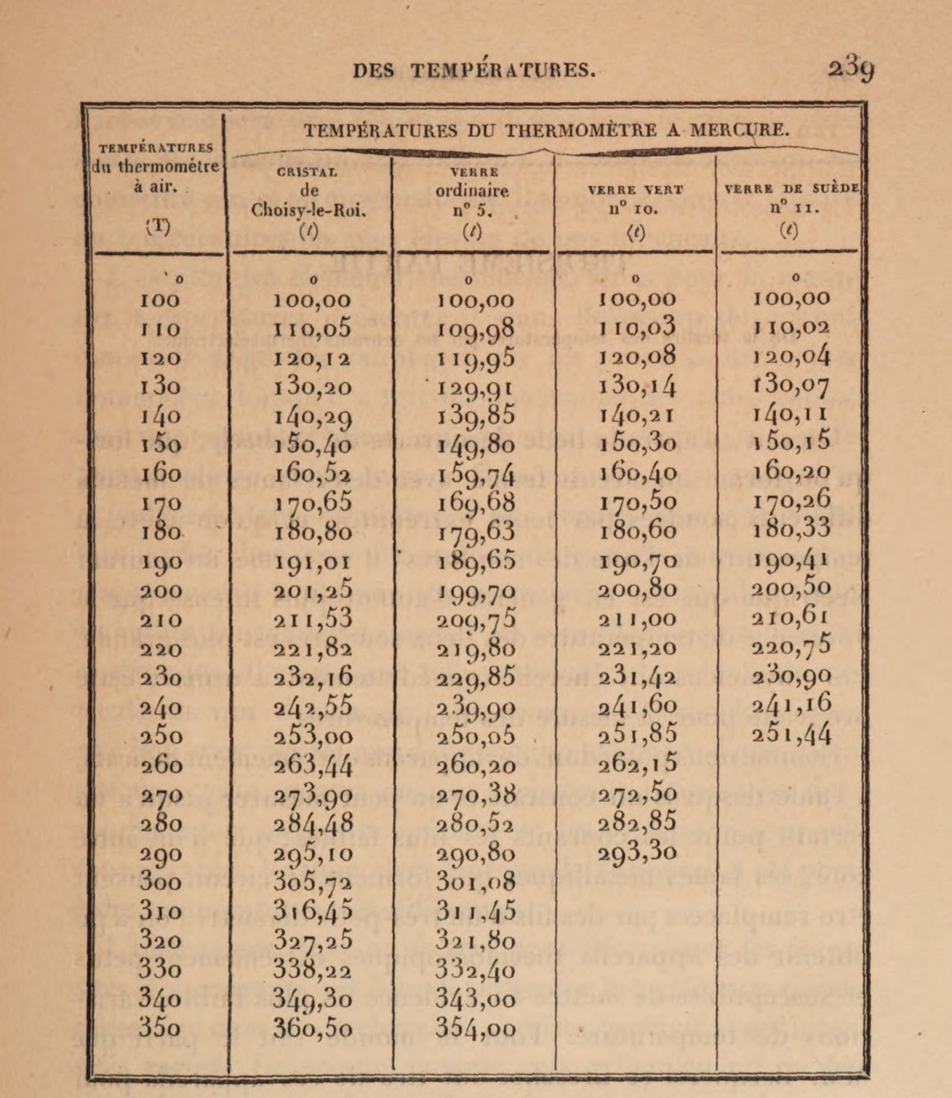 DES TEMPÉRATURES. 239
TEMPÉRATURES
du thermomètre
à air.
(T)
TEMPÉRATURES DU THERMOMÈTRE A MERCURE.
CRISTAL
de
Choisy-le-Roi.
(t)
VERRE
ordinaire
n° 5.
(t)
VERRE VERT
n° 10.
(t)
VERRE DE SUÈDE
n° 11.
(t)
o o o o o
100 100,00 100,00 100,00 100,00
110 110,05 109,98 110,03 110,02
120 120,12 119,95 120,08 120,04
130 130,20 129,91 130,14 130,07
140 140,29 139,85 140,21 140,11
150 150,40 149,80 150,30 150,15
160 160,52 159,74 160,40 160,20
170 170,65 169,68 170,50 170,26
180 180,80 179,63 180,60 180,33
190 191,01 189,65 190,70 190,41
200 201,25 199,70 200,80 200,50
210 211,53 209,75 211,00 210,61
220 221,82 219,80 221,20 220,75
230 232,16 229,85 231,42 230,90
240 242,55 239,90 241,60 241,16
250 253,00 250,05 251,85 251,44
260 263,44 260,20 262,15
270 273,90 270,38 272,50
280 284,48 280,52 282,85
290 295,10 290,80 293,30
300 305,72 301,08
310 316,45 311,45
320 327,25 321,80
330 338,22 332,40
340 349,30 343,00
350 360,50 354,00